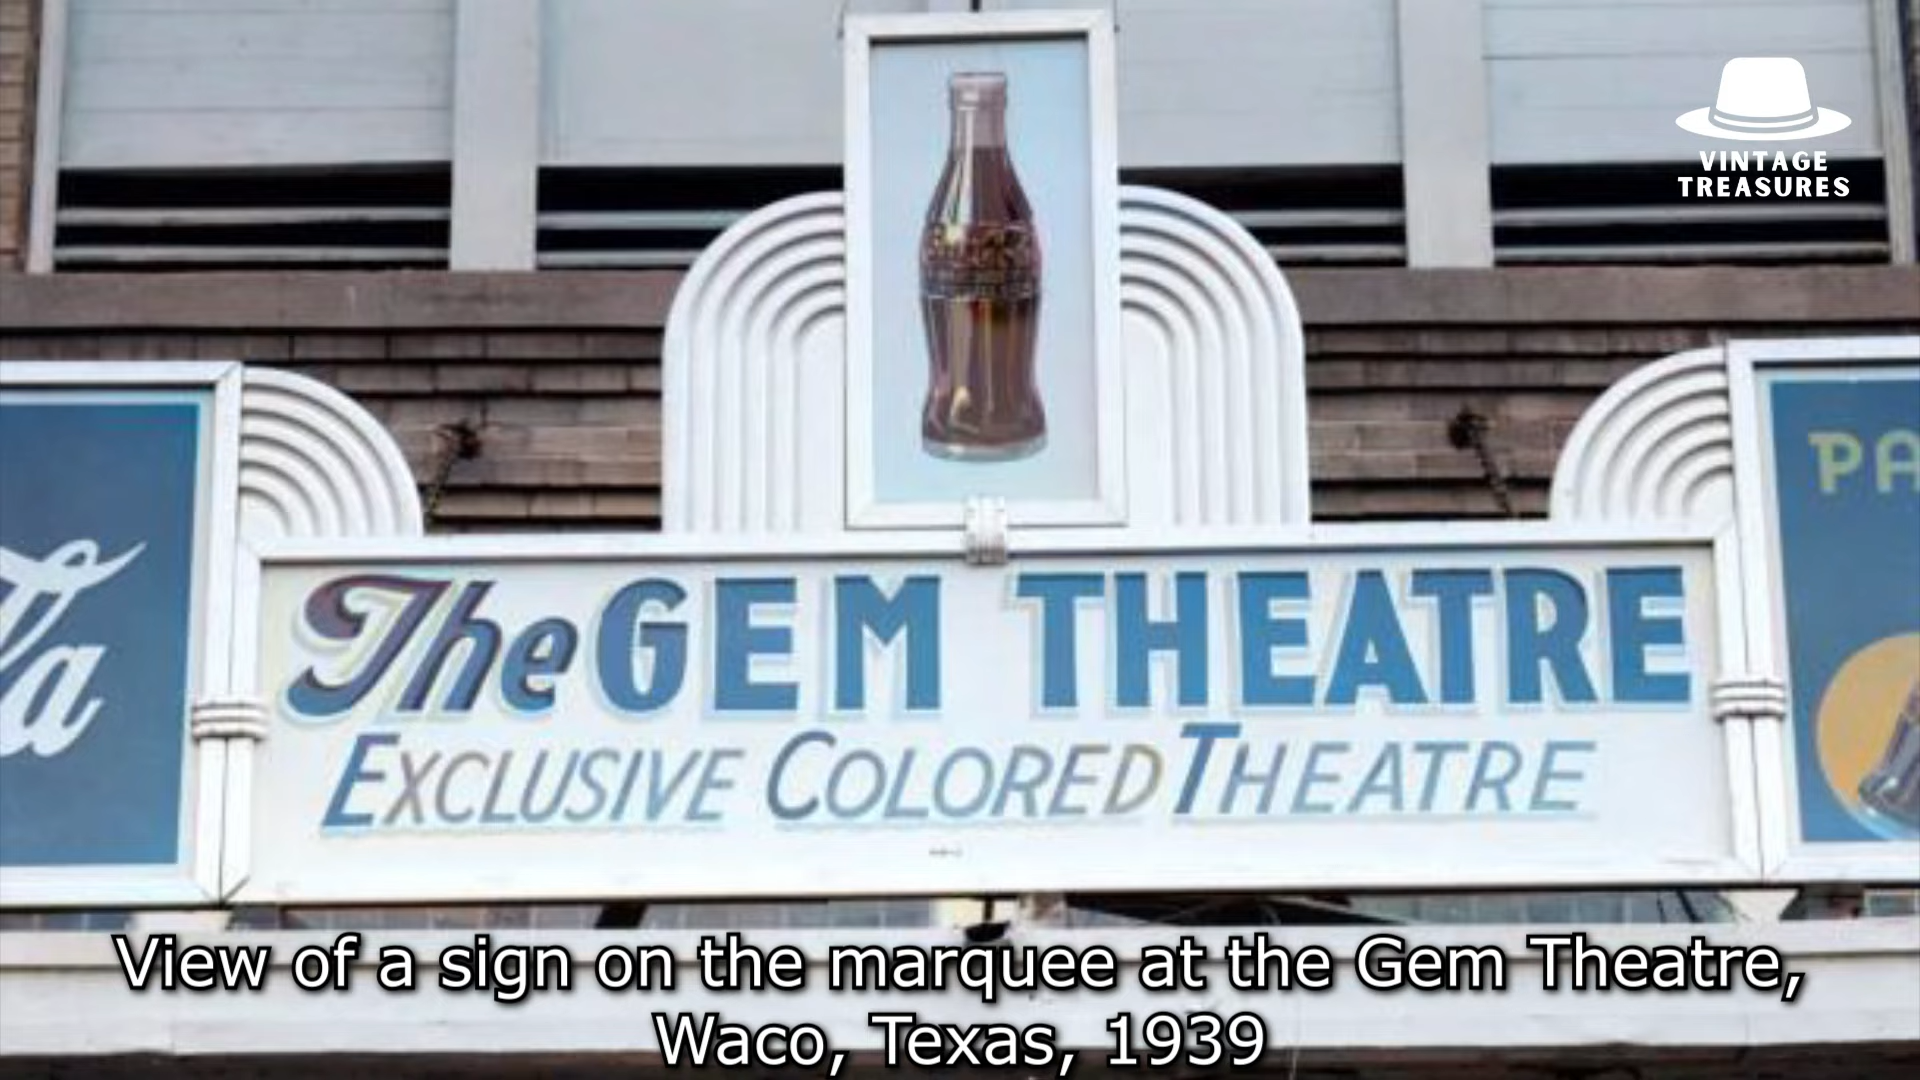 VINTAGE
TREASURES
PA
The GEM THEATRE
EXCLUSIVE COLORED THEATRE
View of a sign on the marquee at the Gem Theatre,
Waco, Texas, 1939